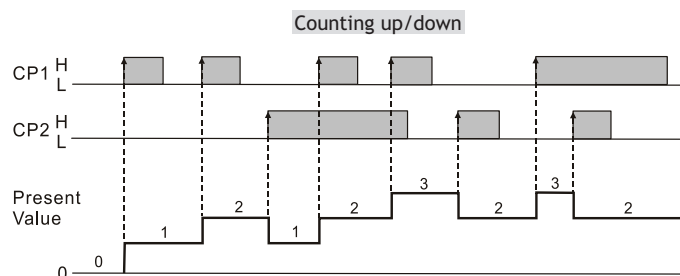 Counting up/down
CP1 H
L
CP2 H
L
Present
Value
0 0 1 2 1 2 3 2 3 2